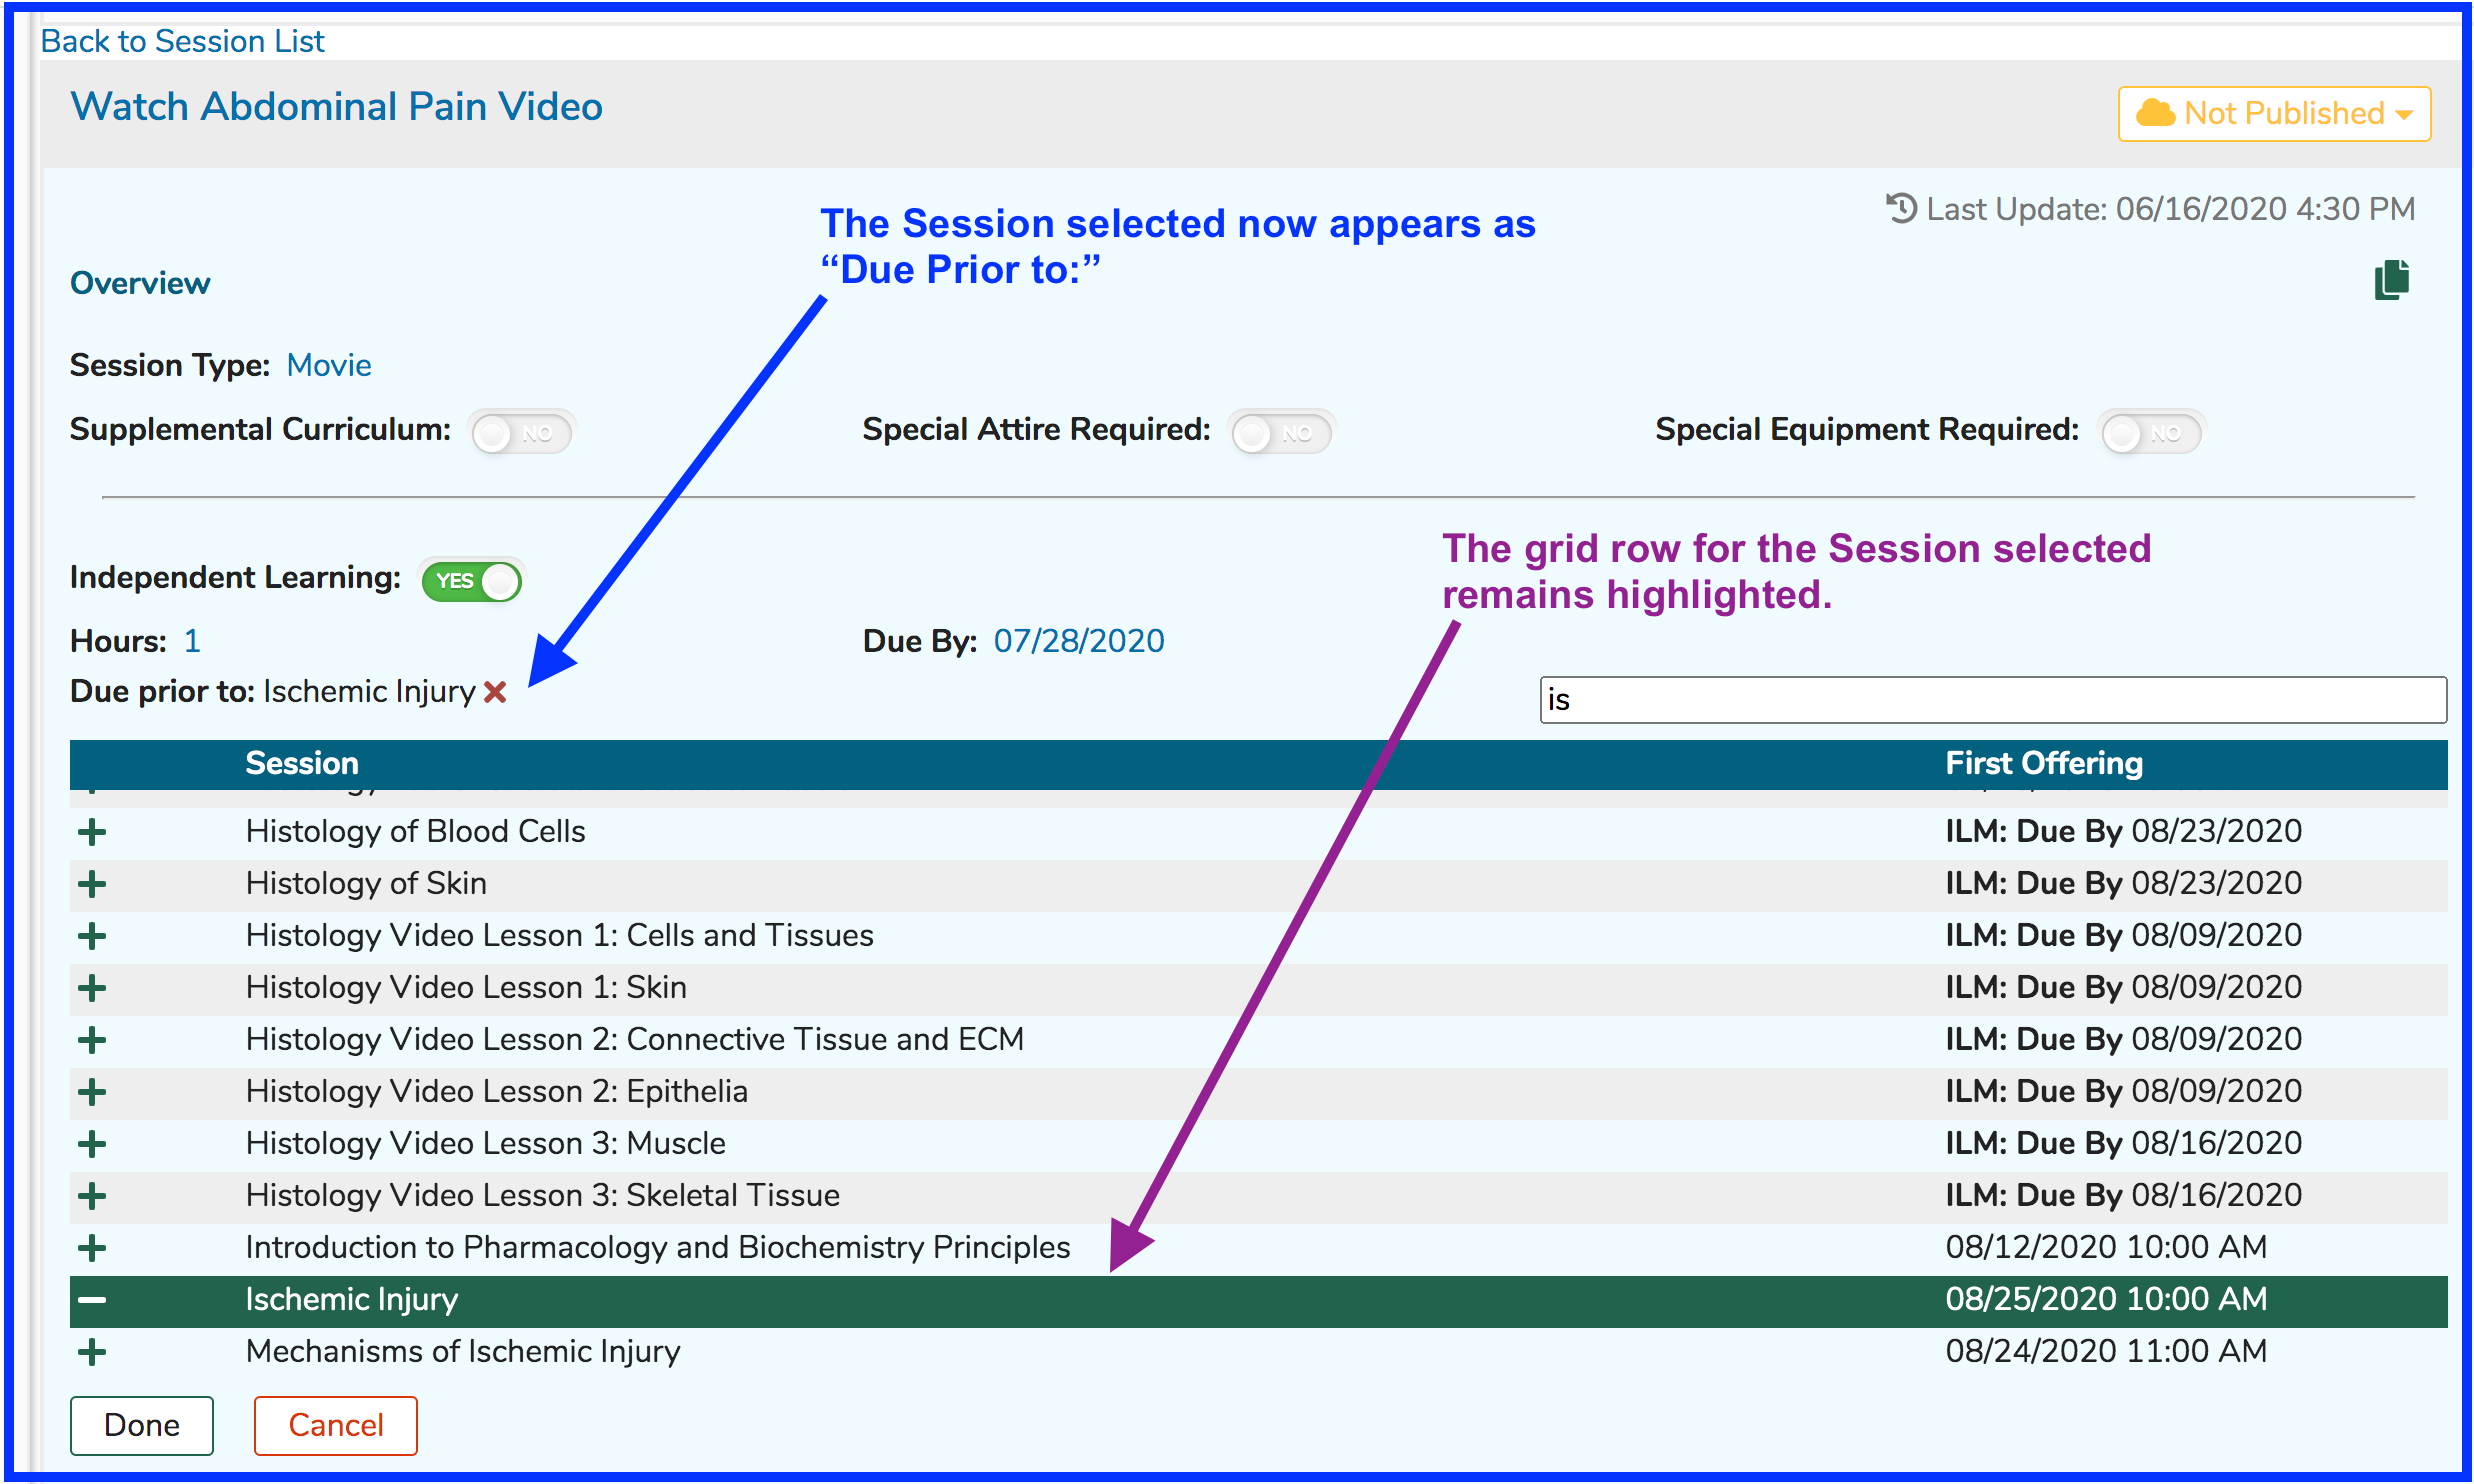 Back to Session List
Watch Abdominal Pain Video
Not Published
Last Update: 06/16/2020 4:30 PM
The Session selected now appears as
“Due Prior to:”
Overview
Session Type: Movie
Supplemental Curriculum: NO
Special Attire Required: NO
Special Equipment Required: NO
The grid row for the Session selected
remains highlighted.
Independent Learning: YES
Hours: 1
Due By: 07/28/2020
Due prior to: Ischemic Injury
is
Session First Offering
Histology of Blood Cells ILM: Due By 08/23/2020
Histology of Skin ILM: Due By 08/23/2020
Histology Video Lesson 1: Cells and Tissues ILM: Due By 08/09/2020
Histology Video Lesson 1: Skin ILM: Due By 08/09/2020
Histology Video Lesson 2: Connective Tissue and ECM ILM: Due By 08/09/2020
Histology Video Lesson 2: Epithelia ILM: Due By 08/09/2020
Histology Video Lesson 3: Muscle ILM: Due By 08/16/2020
Histology Video Lesson 3: Skeletal Tissue ILM: Due By 08/16/2020
Introduction to Pharmacology and Biochemistry Principles 08/12/2020 10:00 AM
Ischemic Injury 08/25/2020 10:00 AM
Mechanisms of Ischemic Injury 08/24/2020 11:00 AM
Done Cancel